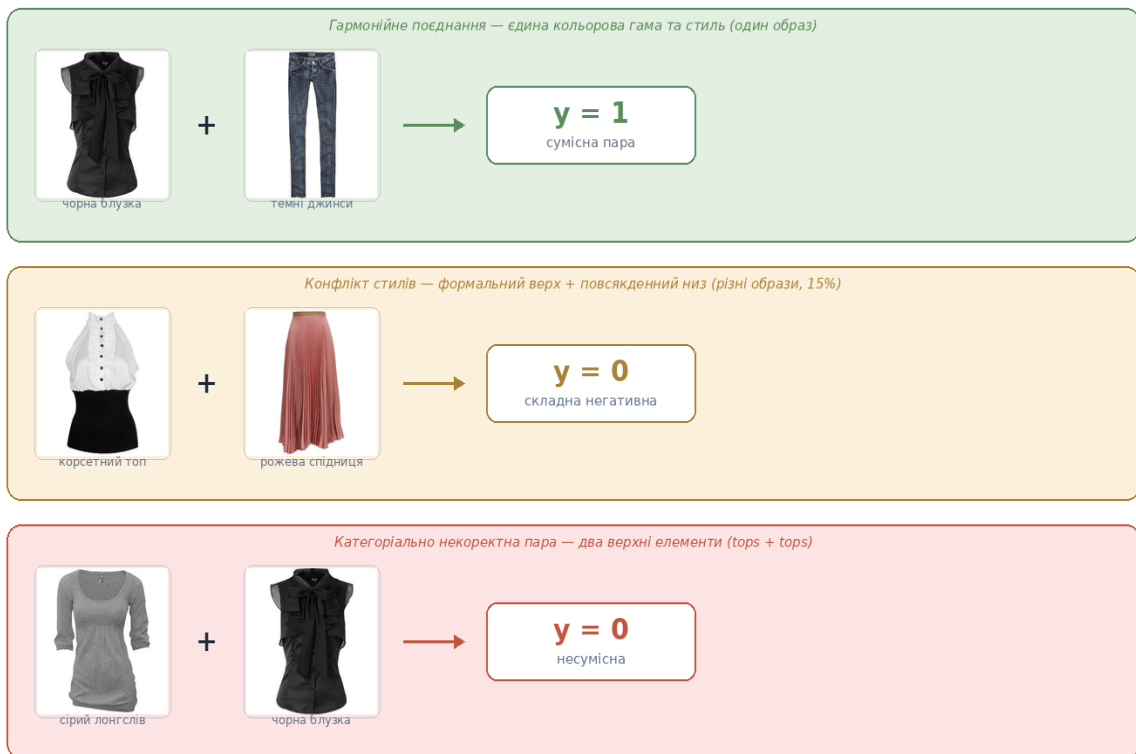 Гармонійне поєднання — єдина кольорова гама та стиль (один образ)
+
y = 1
сумісна пара
чорна блузка
темні джинси
Конфлікт стилів — формальний верх + повсякденний низ (різні образи, 15%)
+
y = 0
складна негативна
корсетний топ
рожева спідниця
Категоріально некоректна пара — два верхні елементи (tops + tops)
+
y = 0
несумісна
сірий лонгслів
чорна блузка